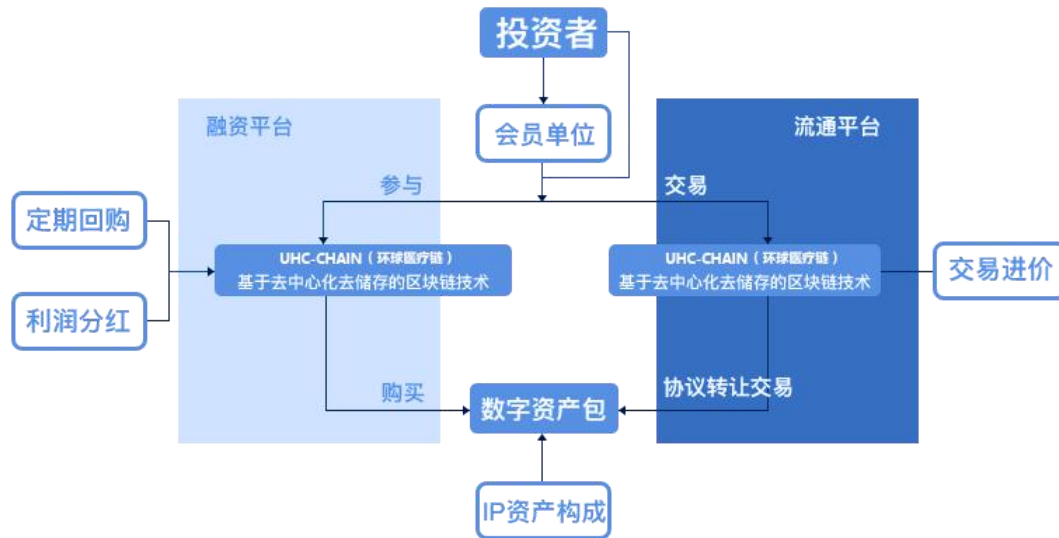 投资者
会员单位
融资平台
流通平台
参与
交易
定期回购
利润分红
UHC-CHAIN（环球医疗链）
基于去中心化去储存的区块链技术
UHC-CHAIN（环球医疗链）
基于去中心化去储存的区块链技术
交易进价
购买
协议转让交易
数字资产包
IP资产构成